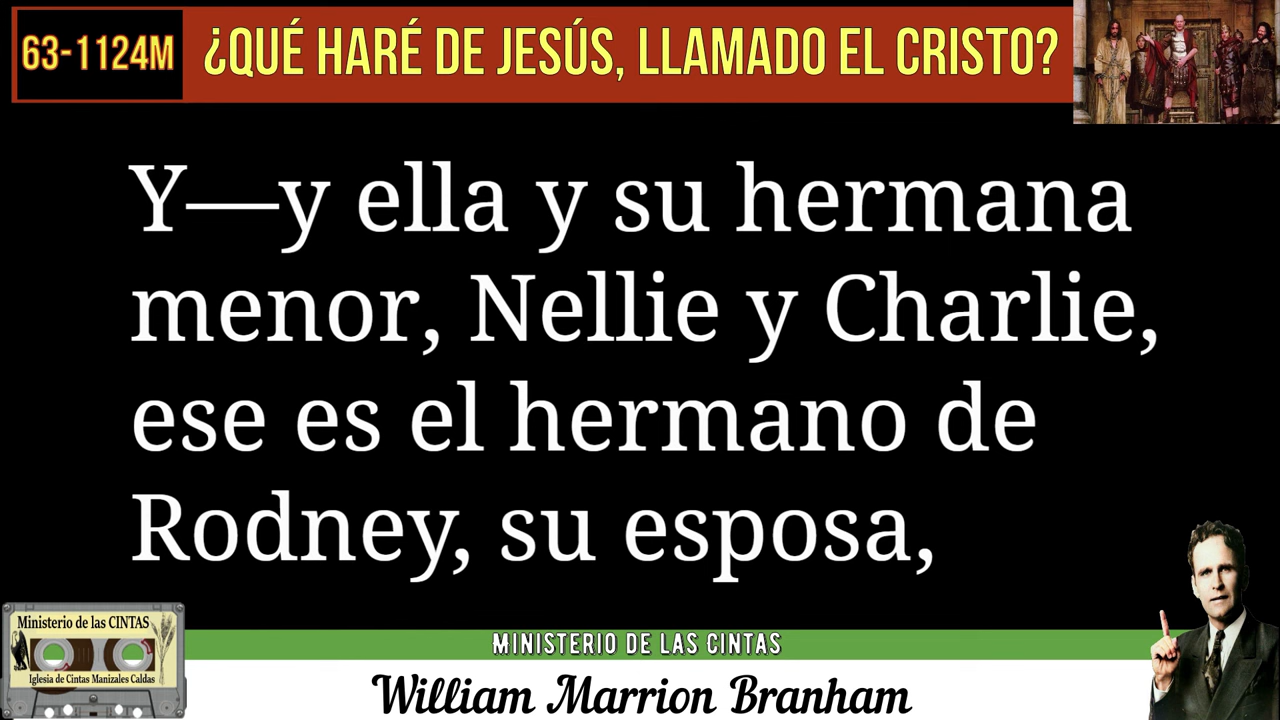 63-1124M
¿QUÉ HARÉ DE JESÚS, LLAMADO EL CRISTO?
Y—y ella y su hermana
menor, Nellie y Charlie,
ese es el hermano de
Rodney, su esposa,
Ministerio de las CINTAS
Iglesia de Cintas Manizales Caldas
MINISTERIO DE LAS CINTAS
William Marrion Branham